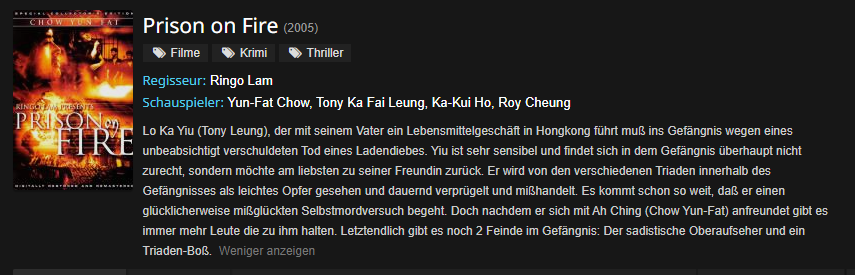 SPECIAL COLLECTOR'S EDITION
CHOW YUN FAT
RINGO LAM PRESENTS
PRISON on
FIRE
DIGITALLY RESTORED AND REMASTERED
Prison on Fire (2005)
Filme Krimi Thriller
Regisseur: Ringo Lam
Schauspieler: Yun-Fat Chow, Tony Ka Fai Leung, Ka-Kui Ho, Roy Cheung
Lo Ka Yiu (Tony Leung), der mit seinem Vater ein Lebensmittelgeschäft in Hongkong führt muß ins Gefängnis wegen eines
unbeabsichtigt verschuldeten Tod eines Ladendiebes. Yiu ist sehr sensibel und findet sich in dem Gefängnis überhaupt nicht
zurecht, sondern möchte am liebsten zu seiner Freundin zurück. Er wird von den verschiedenen Triaden innerhalb des
Gefängnisses als leichtes Opfer gesehen und dauernd verprügelt und mißhandelt. Es kommt schon so weit, daß er einen
glücklicherweise mißglückten Selbstmordversuch begeht. Doch nachdem er sich mit Ah Ching (Chow Yun-Fat) anfreundet gibt es
immer mehr Leute die zu ihm halten. Letztendlich gibt es noch 2 Feinde im Gefängnis: Der sadistische Oberaufseher und ein
Triaden-Boß. Weniger anzeigen